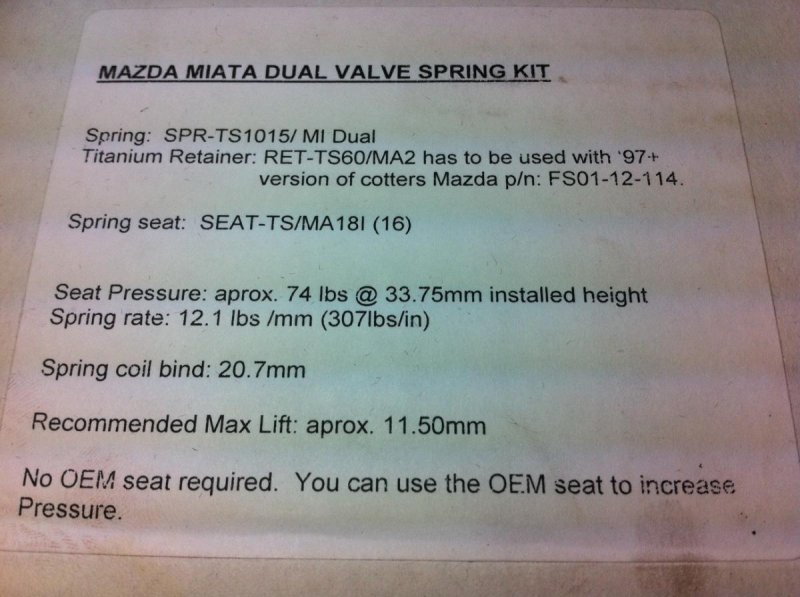 MAZDA MIATA DUAL VALVE SPRING KIT
Spring: SPR-TS1015/ MI Dual
Titanium Retainer: RET-TS60/MA2 has to be used with '97+
version of cotters Mazda p/n: FS01-12-114.
Spring seat: SEAT-TS/MA18I (16)
Seat Pressure: aprox. 74 lbs @ 33.75mm installed height
Spring rate: 12.1 lbs /mm (307lbs/in)
Spring coil bind: 20.7mm
Recommended Max Lift: aprox. 11.50mm
No OEM seat required. You can use the OEM seat to increase
Pressure.